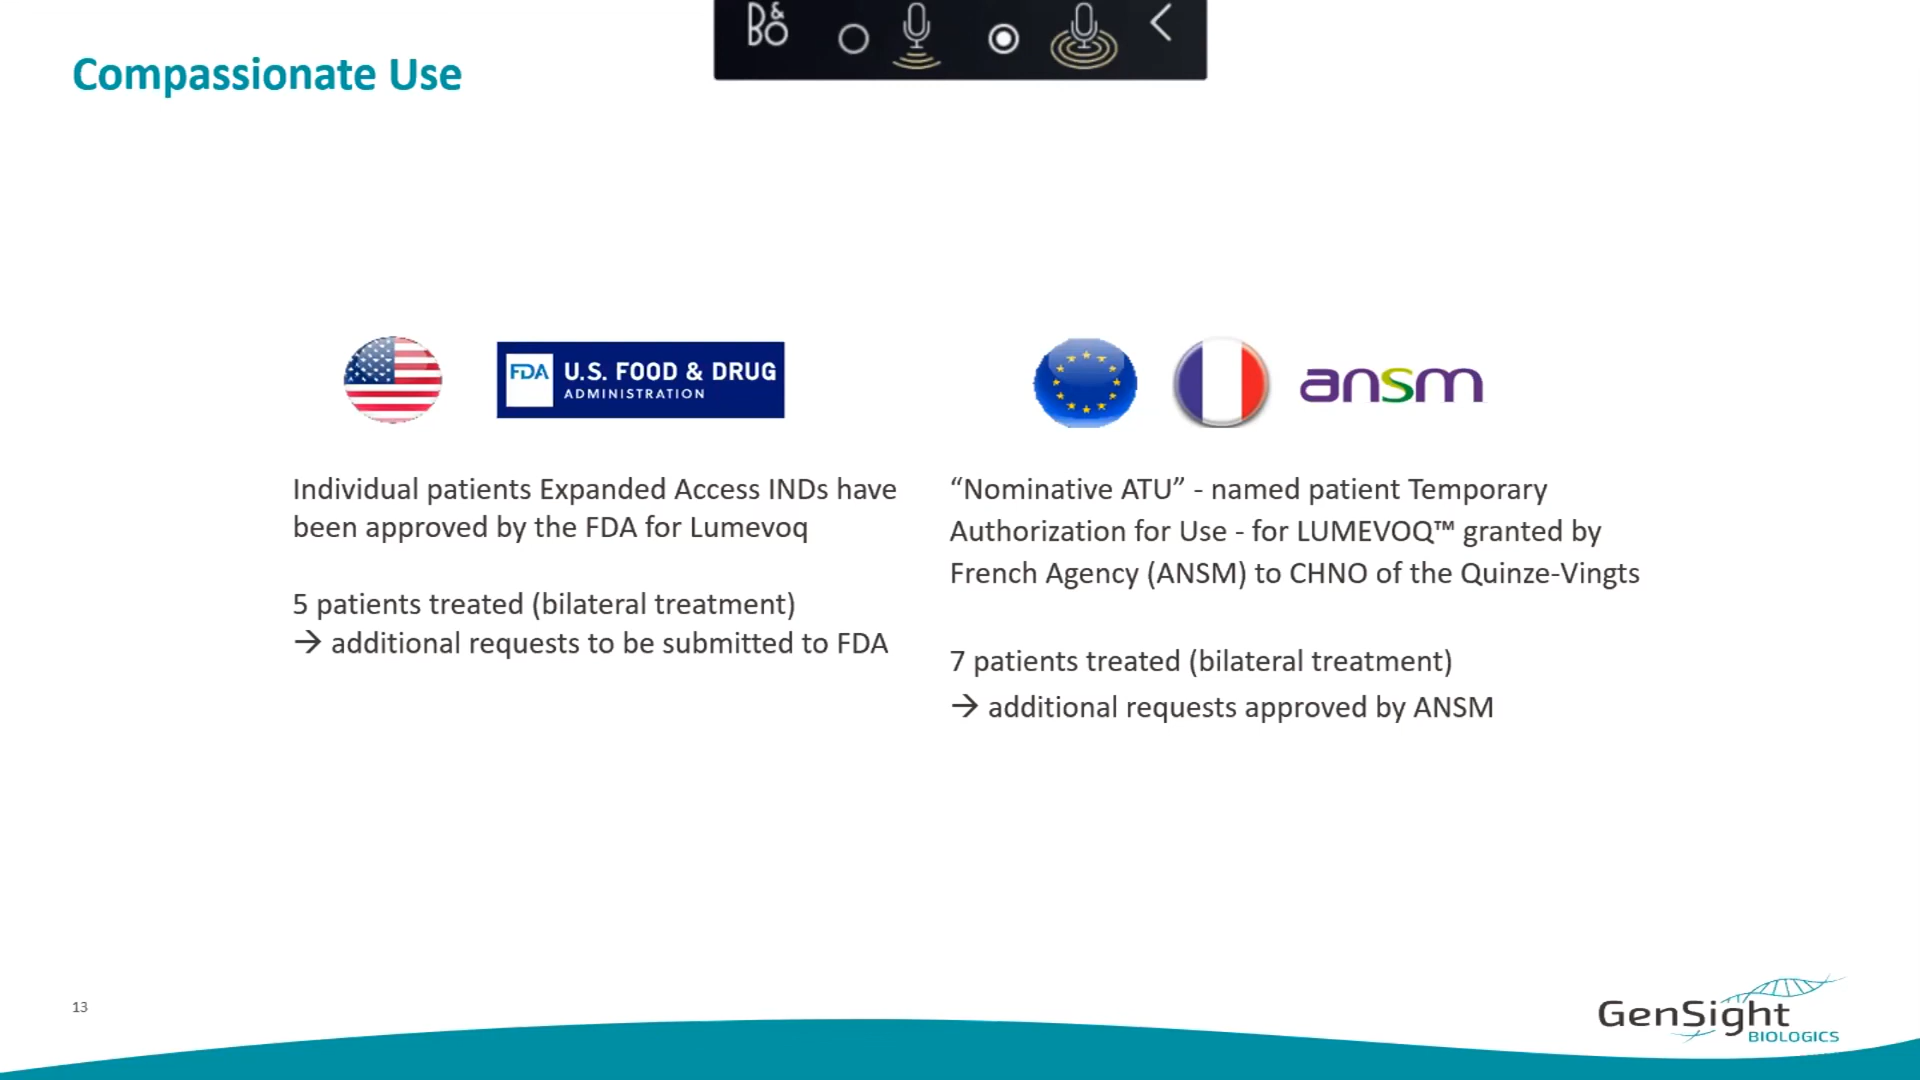 B&O
Compassionate Use
FDA U.S. FOOD & DRUG
ADMINISTRATION
ansm
Individual patients Expanded Access INDs have
been approved by the FDA for Lumevoq
5 patients treated (bilateral treatment)
→ additional requests to be submitted to FDA
“Nominative ATU” - named patient Temporary
Authorization for Use - for LUMEVOQ™ granted by
French Agency (ANSM) to CHNO of the Quinze-Vingts
7 patients treated (bilateral treatment)
→ additional requests approved by ANSM
13
GenSight
BIOLOGICS